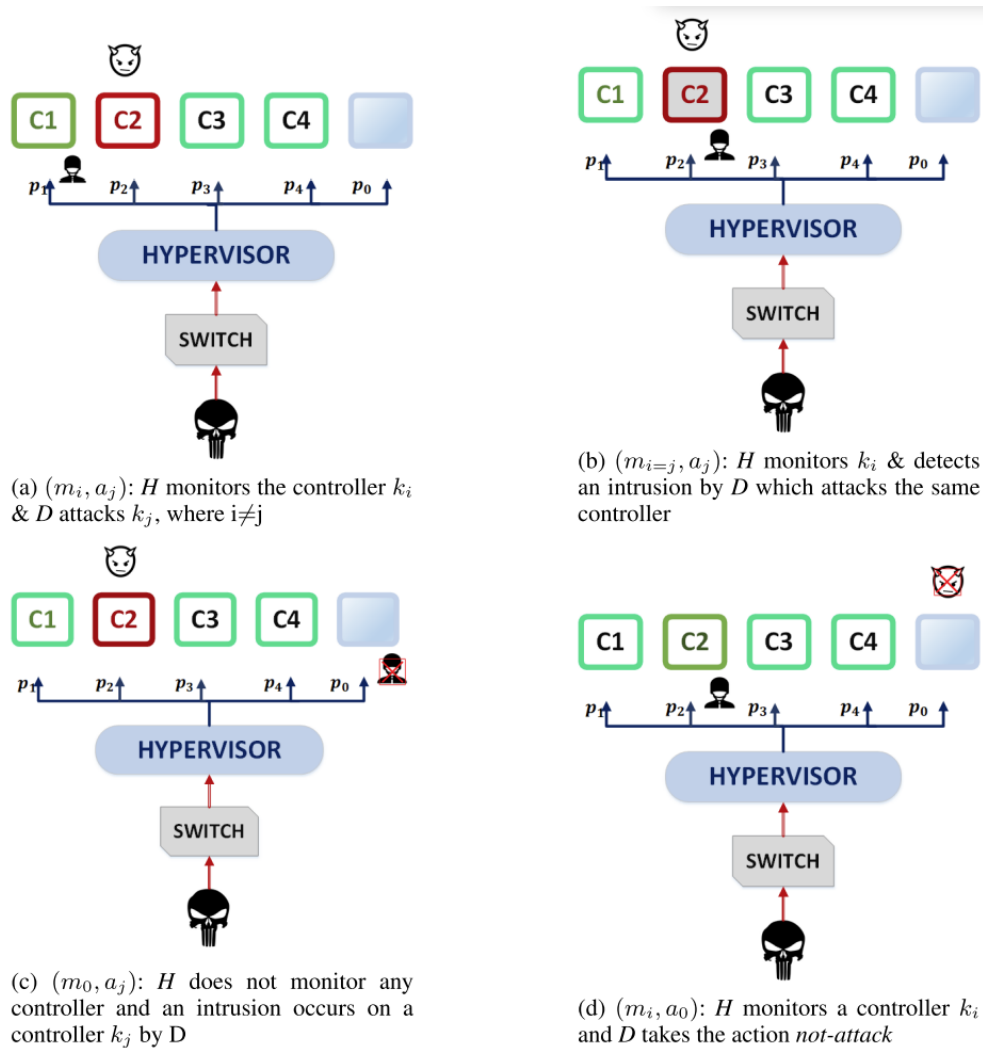 C1 C2 C3 C4
p₁ p₂ p₃ p₄ p₀
HYPERVISOR
SWITCH
(a) (mᵢ, aⱼ): H monitors the controller kᵢ
& D attacks kⱼ, where i≠j
C1 C2 C3 C4
p₁ p₂ p₃ p₄ p₀
HYPERVISOR
SWITCH
(b) (mᵢ₌ⱼ, aⱼ): H monitors kᵢ & detects
an intrusion by D which attacks the same
controller
C1 C2 C3 C4
p₁ p₂ p₃ p₄ p₀
HYPERVISOR
SWITCH
(c) (m₀, aⱼ): H does not monitor any
controller and an intrusion occurs on a
controller kⱼ by D
C1 C2 C3 C4
p₁ p₂ p₃ p₄ p₀
HYPERVISOR
SWITCH
(d) (mᵢ, a₀): H monitors a controller kᵢ
and D takes the action not-attack